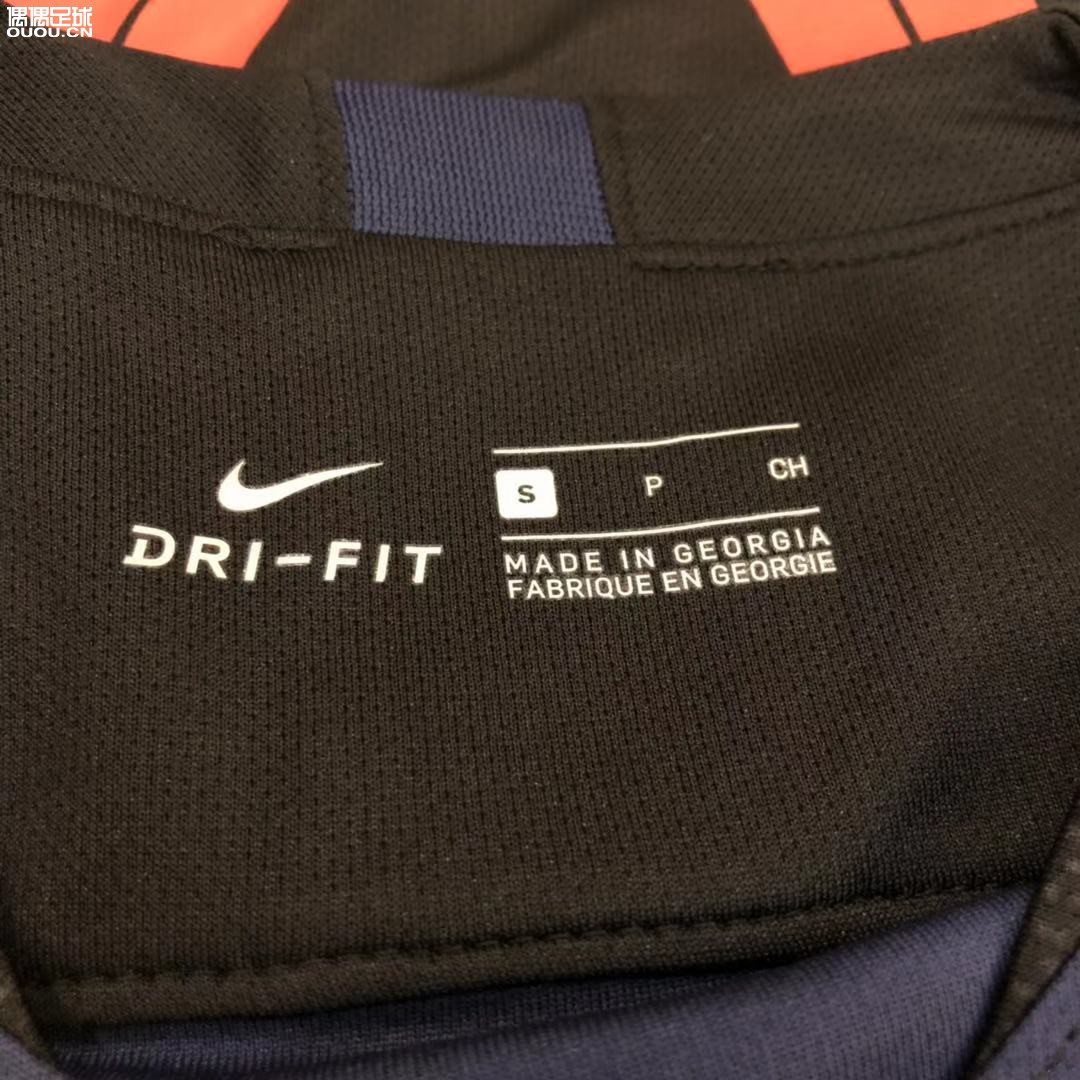 偶偶足球
OUOU.CN
S P CH
DRI-FIT
MADE IN GEORGIA
FABRIQUE EN GEORGIE